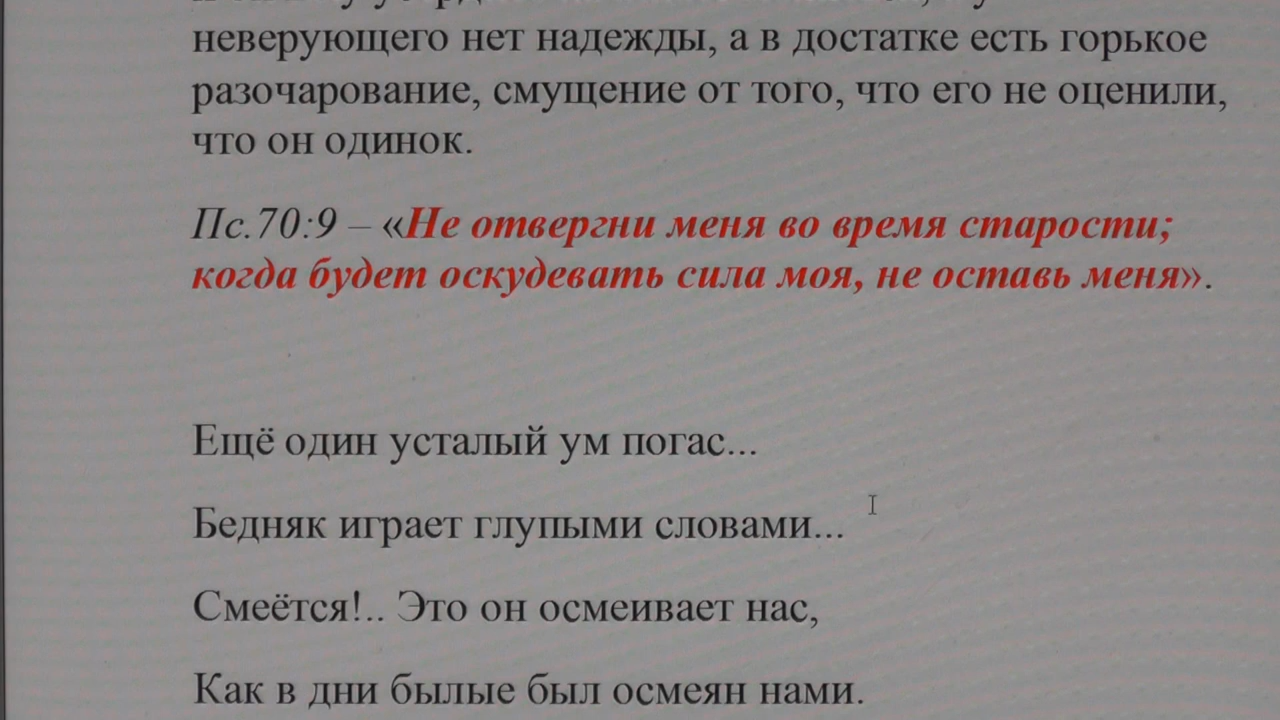 неверующего нет надежды, а в достатке есть горькое
разочарование, смущение от того, что его не оценили,
что он одинок.
Пс.70:9 – «Не отвергни меня во время старости;
когда будет оскудевать сила моя, не оставь меня».
Ещё один усталый ум погас...
Бедняк играет глупыми словами...
Смеётся!.. Это он осмеивает нас,
Как в дни былые был осмеян нами.